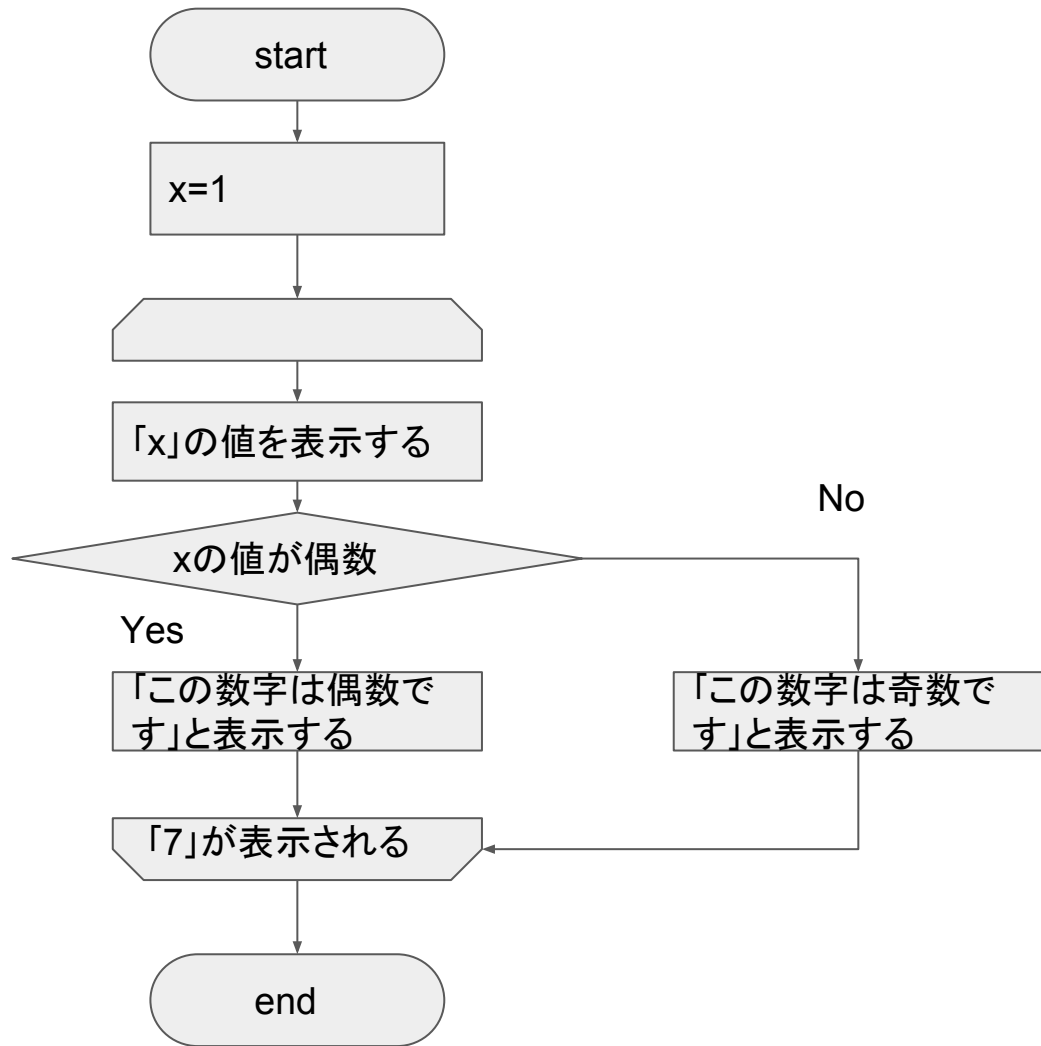 start
x=1
「x」の値を表示する
No
xの値が偶数
Yes
「この数字は偶数で
す」と表示する
「この数字は奇数で
す」と表示する
「7」が表示される
end